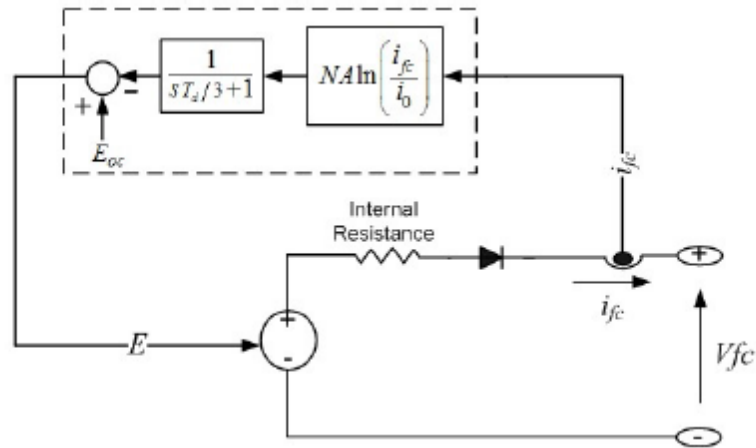 1
sT_d/3+1
NA ln(i_fc/i_0)
+
-
E_oc
i_fc
Internal
Resistance
+
+
-
i_fc
E
Vfc
-